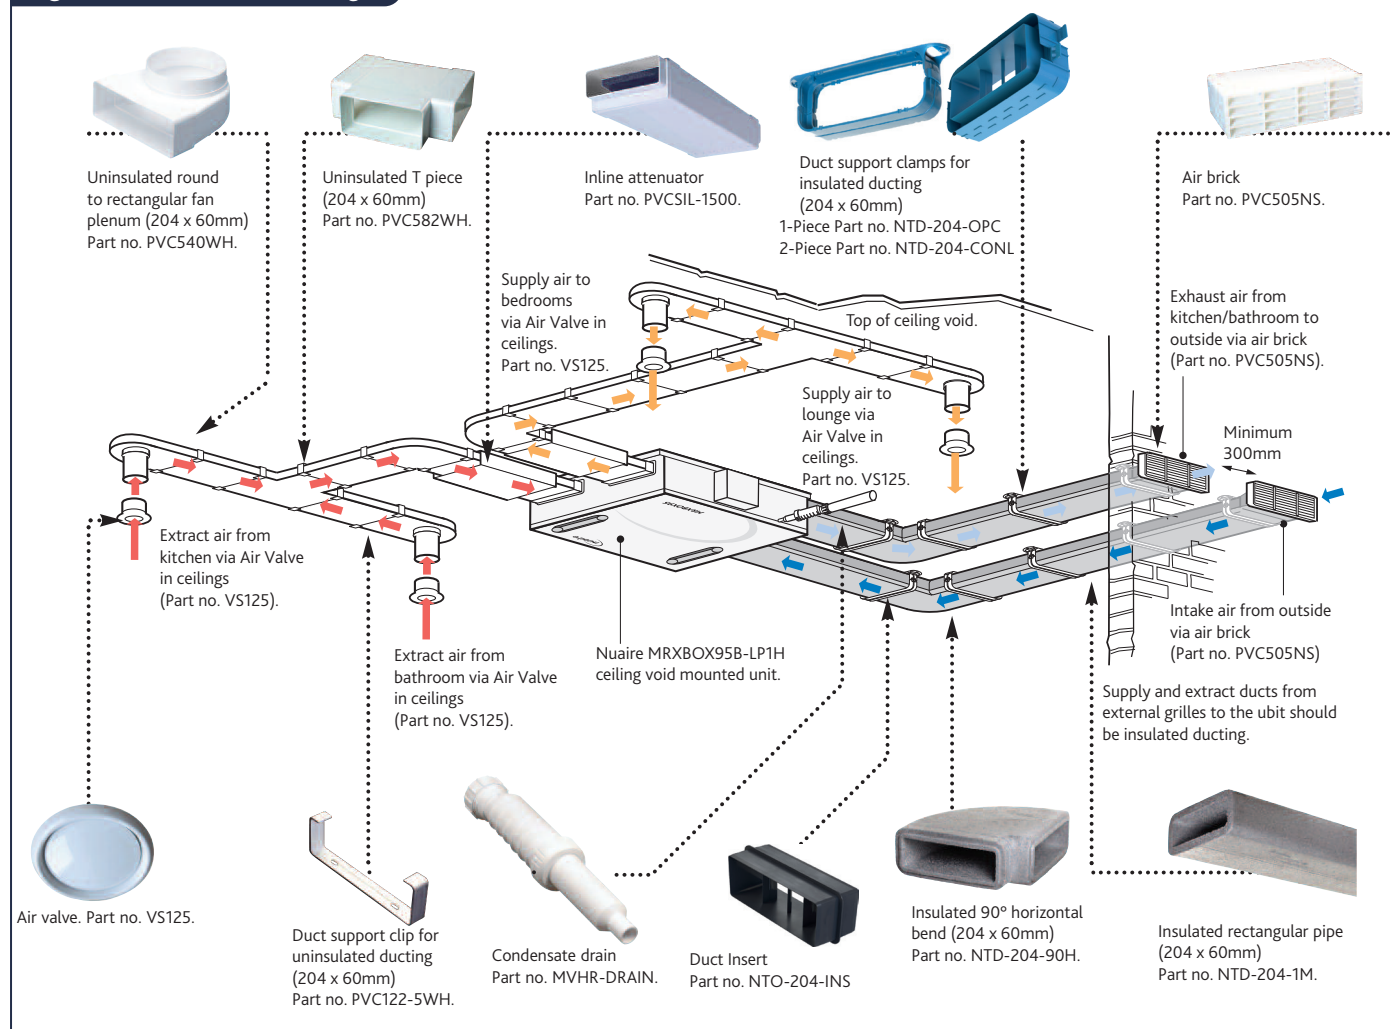 Uninsulated round
to rectangular fan
plenum (204 x 60mm)
Part no. PVC540WH.
Uninsulated T piece
(204 x 60mm)
Part no. PVC582WH.
Inline attenuator
Part no. PVCSIL-1500.
Duct support clamps for
insulated ducting
(204 x 60mm)
1-Piece Part no. NTD-204-OPC
2-Piece Part no. NTD-204-CONL
Air brick
Part no. PVC505NS.
Supply air to
bedrooms
via Air Valve in
ceilings.
Part no. VS125.
Top of ceiling void.
Exhaust air from
kitchen/bathroom to
outside via air brick
(Part no. PVC505NS).
Supply air to
lounge via
Air Valve in
ceilings.
Part no. VS125.
Minimum
300mm
Extract air from
kitchen via Air Valve
in ceilings
(Part no. VS125).
Extract air from
bathroom via Air Valve
in ceilings
(Part no. VS125).
Nuaire MRXBOX95B-LP1H
ceiling void mounted unit.
Intake air from outside
via air brick
(Part no. PVC505NS)
Supply and extract ducts from
external grilles to the ubit should
be insulated ducting.
Air valve. Part no. VS125.
Duct support clip for
uninsulated ducting
(204 x 60mm)
Part no. PVC122-5WH.
Condensate drain
Part no. MVHR-DRAIN.
Duct Insert
Part no. NTO-204-INS
Insulated 90° horizontal
bend (204 x 60mm)
Part no. NTD-204-90H.
Insulated rectangular pipe
(204 x 60mm)
Part no. NTD-204-1M.